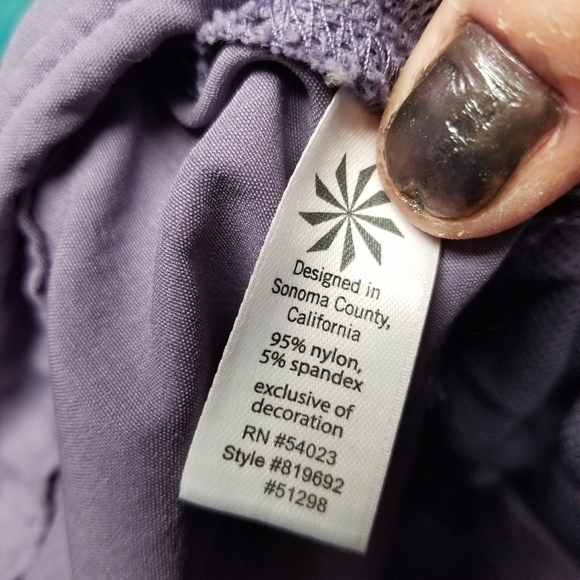 Designed in
Sonoma County,
California
95% nylon,
5% spandex
exclusive of
decoration
RN #54023
Style #819692
#51298